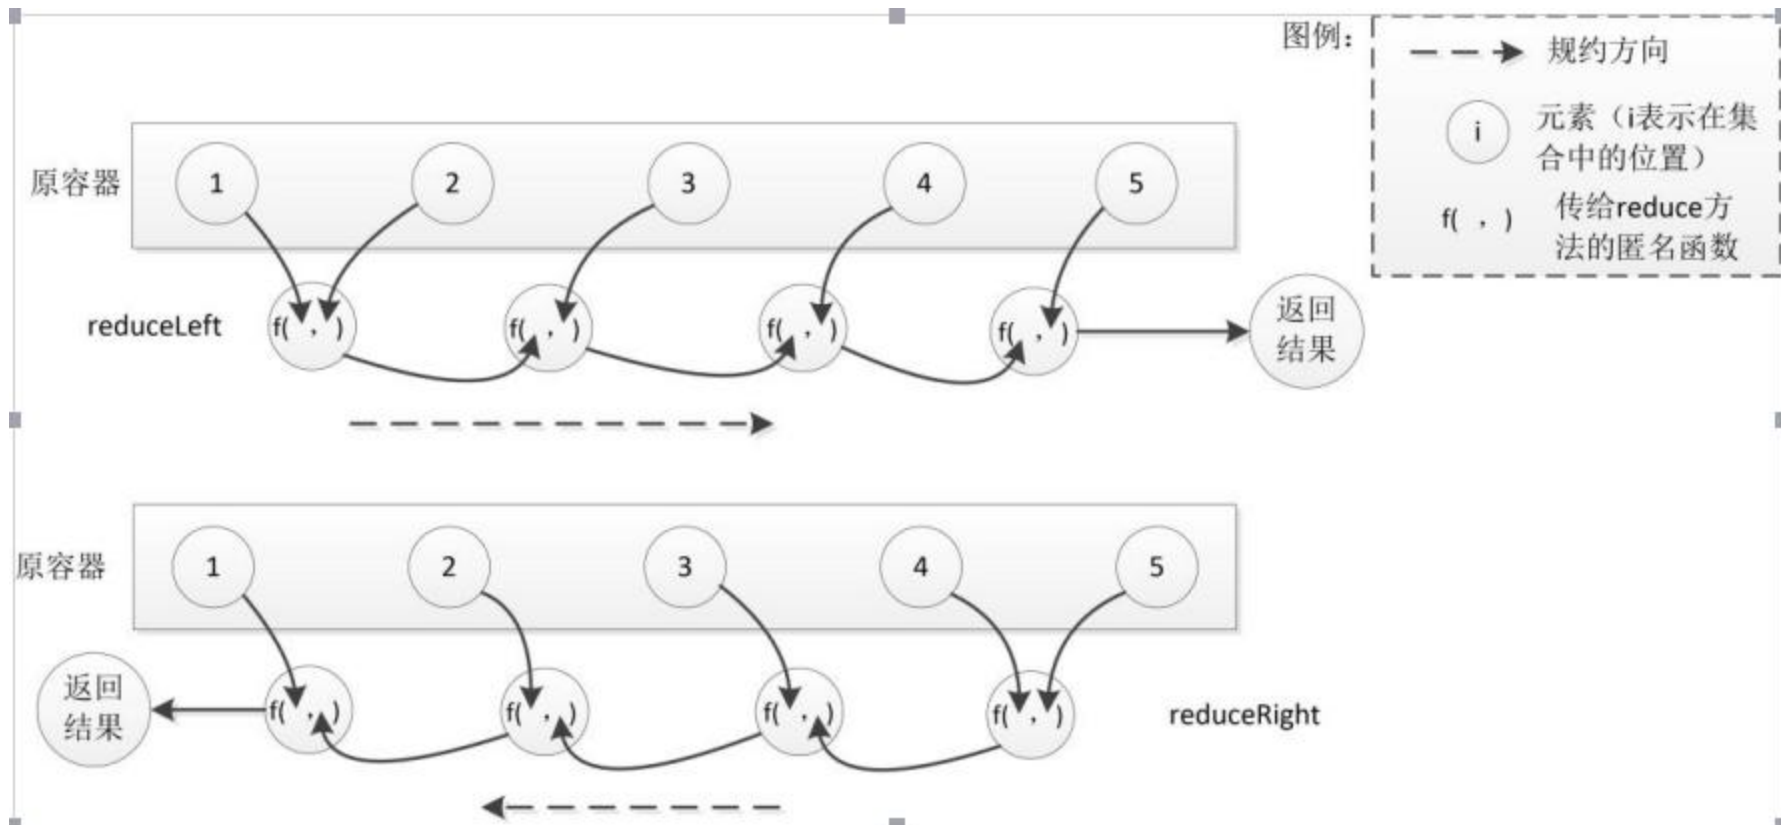 图例：
规约方向
i
元素（i表示在集
合中的位置）
f( , )
传给reduce方
法的匿名函数
原容器
1
2
3
4
5
reduceLeft
f( , )
f( , )
f( , )
f( , )
返回
结果
原容器
1
2
3
4
5
返回
结果
f( , )
f( , )
f( , )
f( , )
reduceRight